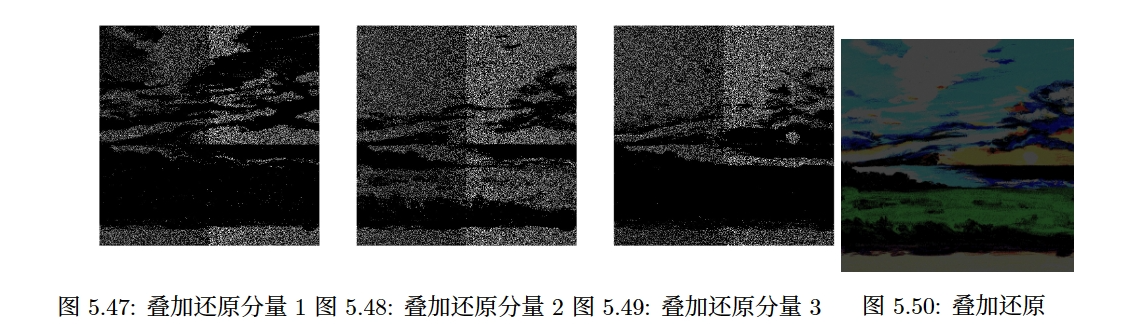 图 5.47: 叠加还原分量 1 图 5.48: 叠加还原分量 2 图 5.49: 叠加还原分量 3 图 5.50: 叠加还原